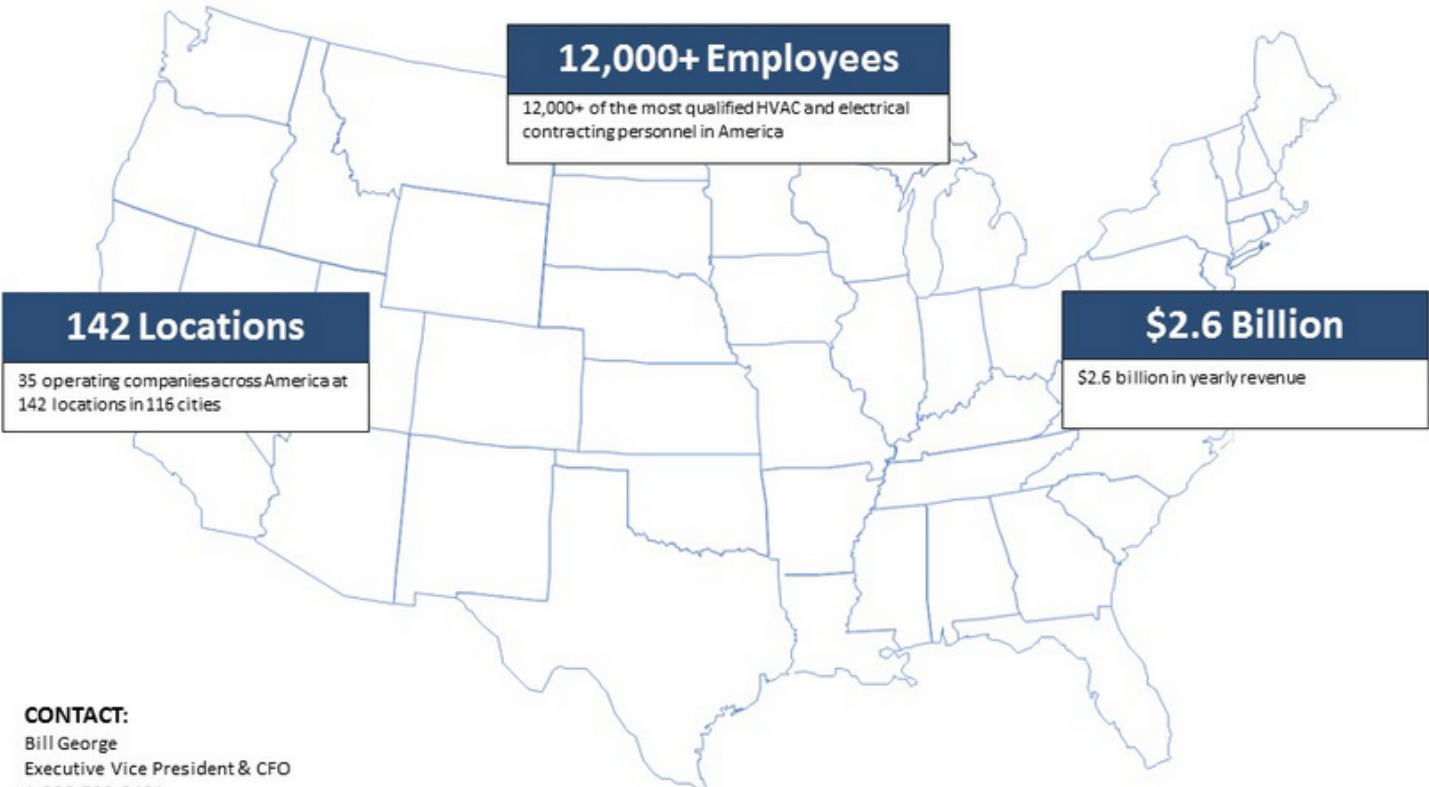 12,000+ Employees
12,000+ of the most qualified HVAC and electrical
contracting personnel in America
142 Locations
35 operating companies across America at
142 locations in 116 cities
$2.6 Billion
$2.6 billion in yearly revenue
CONTACT:
Bill George
Executive Vice President & CFO